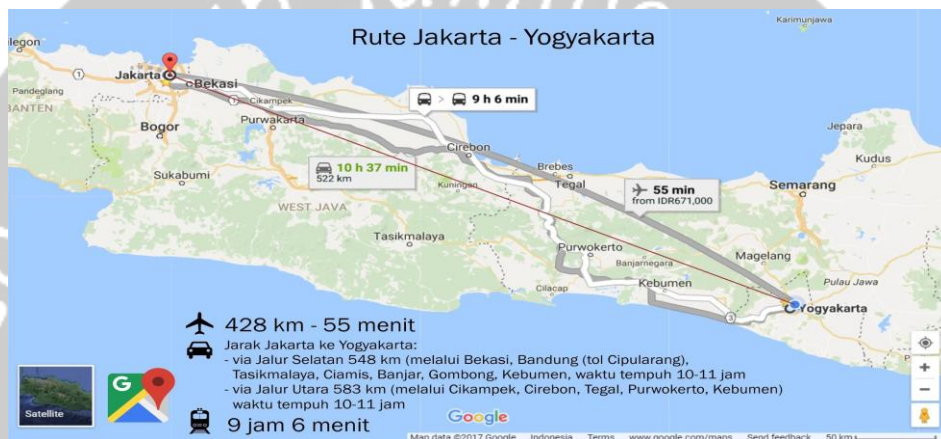 Rute Jakarta - Yogyakarta
Karimunjawa
Cilegon
Jakarta
Bekasi
1
Pandeglang
1
Cikampek
9 h 6 min
BANTEN
Bogor
Purwakarta
Jepara
Cirebon
Kudus
10 h 37 min
522 km
Brebes
Tegal
Sukabumi
Kuningan
55 min
from IDR671,000
Semarang
WEST JAVA
Tasikmalaya
Purwokerto
Magelang
Banjarnegara
Cilacap
Kebumen
Pulau Jawa
3
Yogyakarta
428 km - 55 menit
Jarak Jakarta ke Yogyakarta:
- via Jalur Selatan 548 km (melalui Bekasi, Bandung (tol Cipularang),
Tasikmalaya, Ciamis, Banjar, Gombong, Kebumen, waktu tempuh 10-11 jam
- via Jalur Utara 583 km (melalui Cikampek, Cirebon, Tegal, Purwokerto, Kebumen)
waktu tempuh 10-11 jam
9 jam 6 menit
Satellite
G
Google
Map data ©2017 Google Indonesia Terms www.google.com/maps Send feedback 50 km